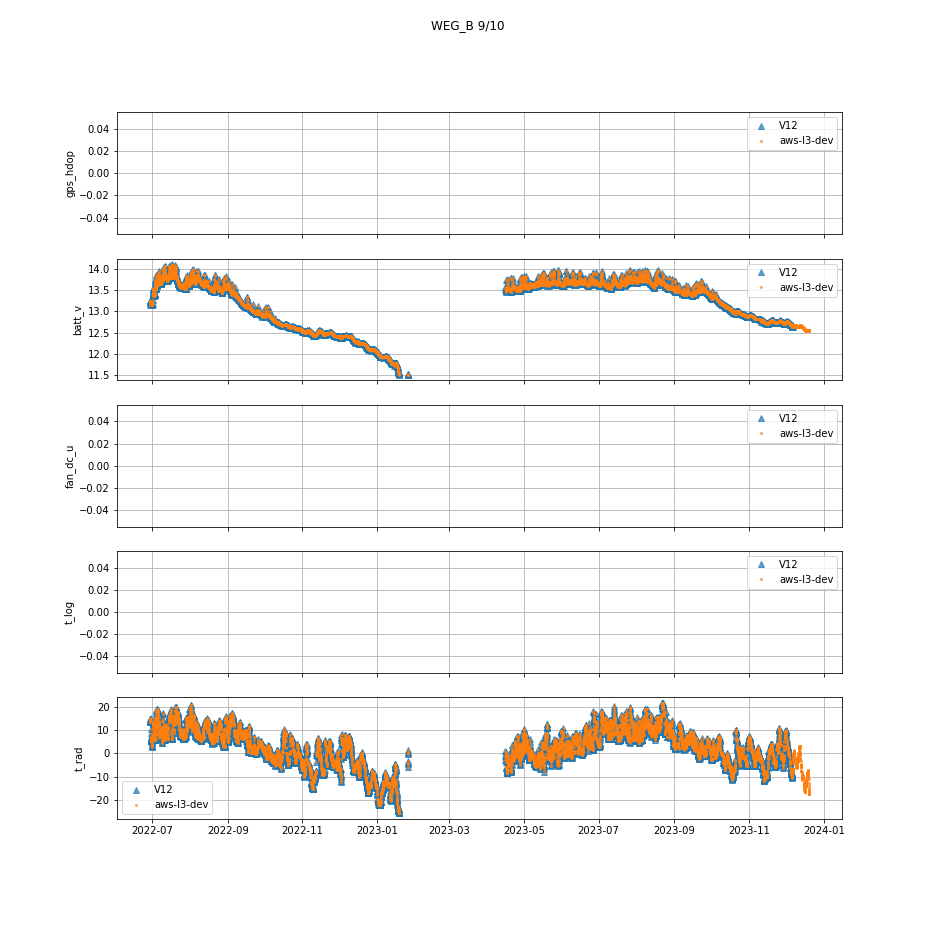 WEG_B 9/10
gps_hdop
0.04
0.02
0.00
−0.02
−0.04
V12
aws-l3-dev
batt_v
14.0
13.5
13.0
12.5
12.0
11.5
V12
aws-l3-dev
fan_dc_u
0.04
0.02
0.00
−0.02
−0.04
V12
aws-l3-dev
t_log
0.04
0.02
0.00
−0.02
−0.04
V12
aws-l3-dev
t_rad
20
10
0
−10
−20
V12
aws-l3-dev
2022-07 2022-09 2022-11 2023-01 2023-03 2023-05 2023-07 2023-09 2023-11 2024-01